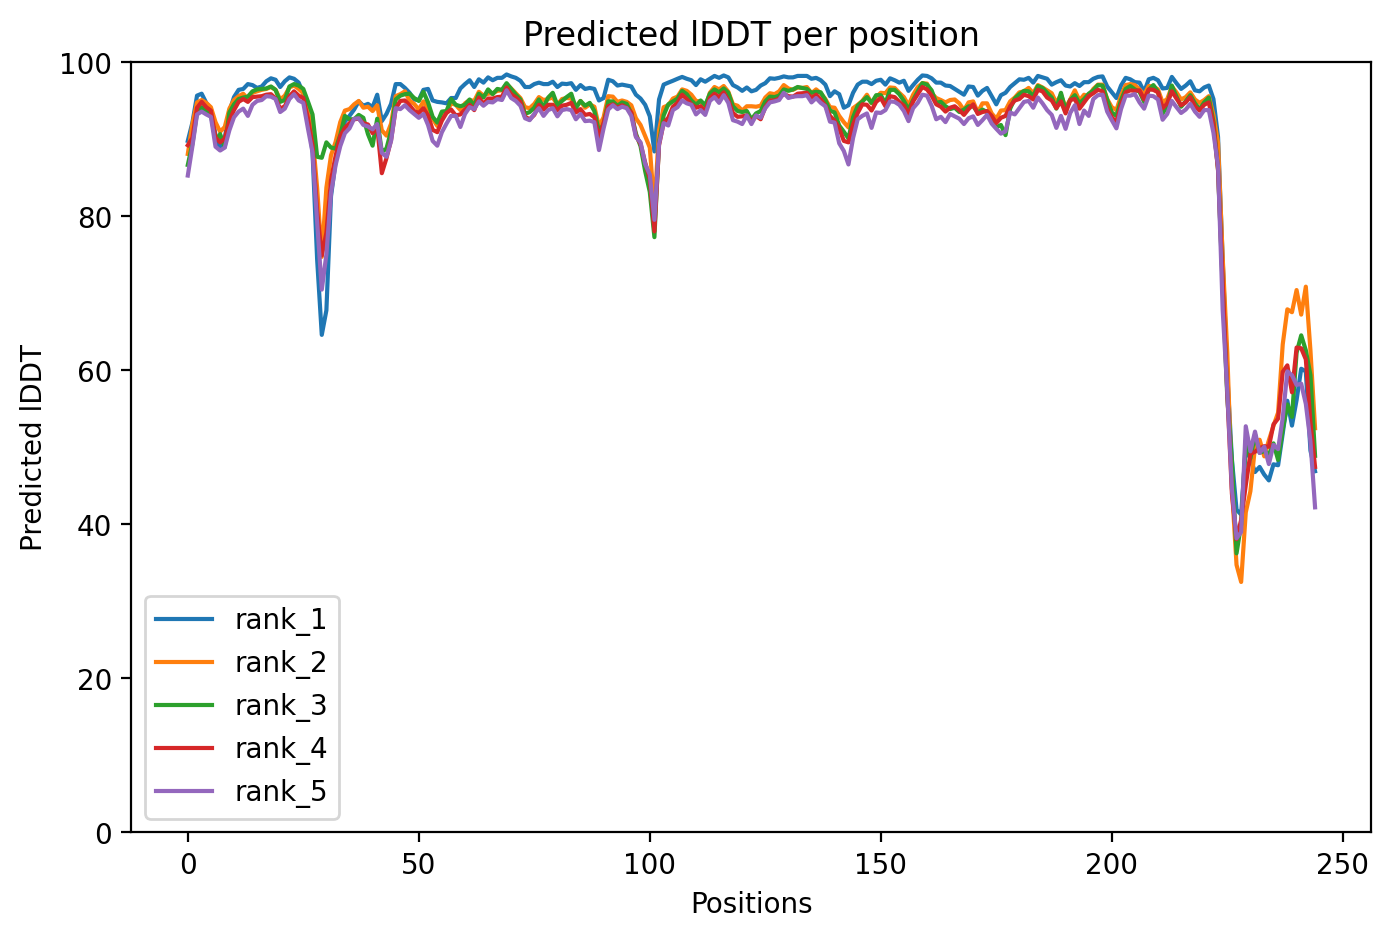 Predicted lDDT per position
100
80
60
40
20
0
Predicted lDDT
rank_1
rank_2
rank_3
rank_4
rank_5
0 50 100 150 200 250
Positions